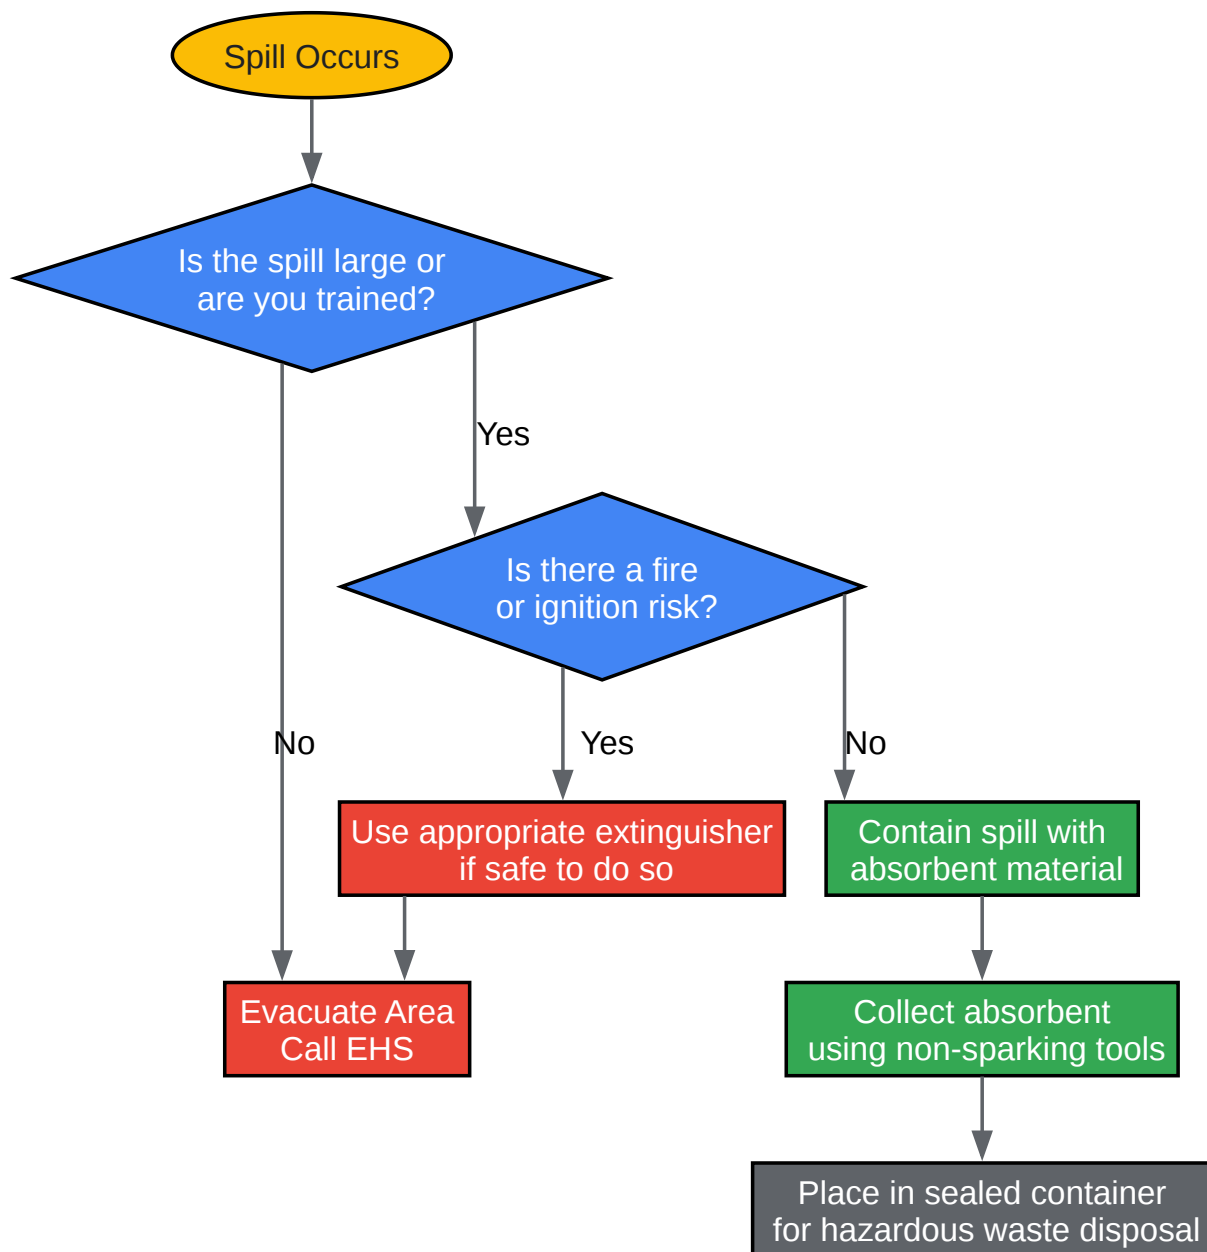 Spill Occurs
Is the spill large or
are you trained?
Yes
Is there a fire
or ignition risk?
No
Yes
No
Use appropriate extinguisher
if safe to do so
Contain spill with
absorbent material
Evacuate Area
Call EHS
Collect absorbent
using non-sparking tools
Place in sealed container
for hazardous waste disposal